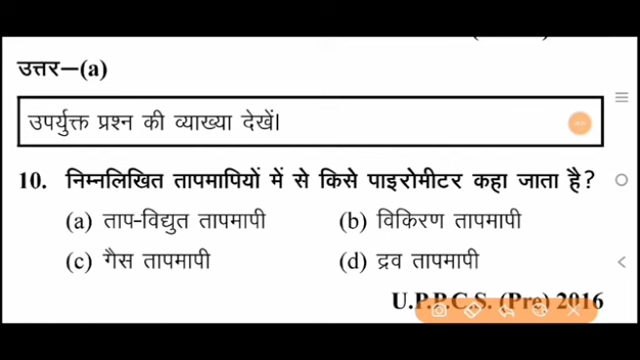 उत्तर–(a)
उपर्युक्त प्रश्न की व्याख्या देखें।
10. निम्नलिखित तापमापियों में से किसे पाइरोमीटर कहा जाता है?
(a) ताप-विद्युत तापमापी (b) विकिरण तापमापी
(c) गैस तापमापी (d) द्रव तापमापी
U.P.P.C.S. (Pre) 2016